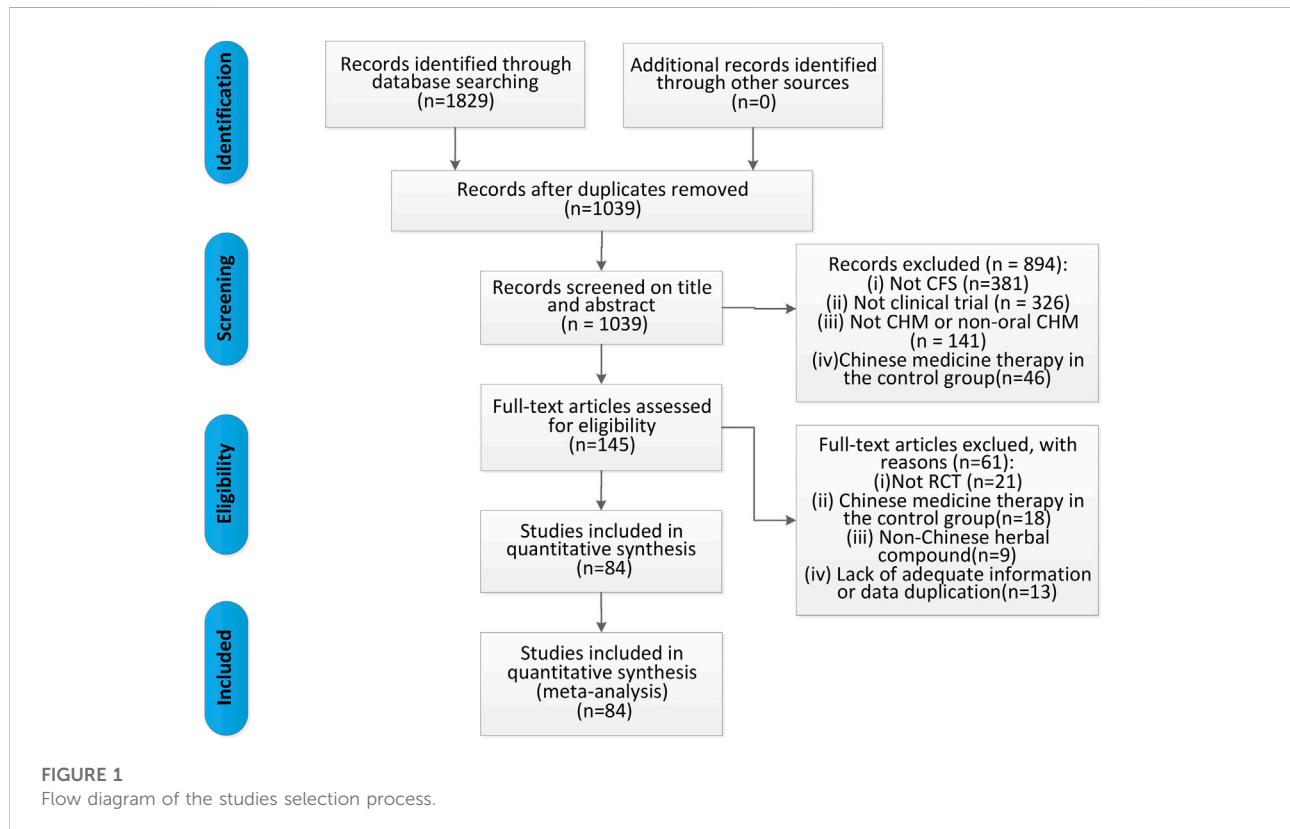 Identification
Records identified through
database searching
(n=1829)
Additional records identified
through other sources
(n=0)
Records after duplicates removed
(n=1039)
Screening
Records screened on title
and abstract
(n = 1039)
Records excluded (n = 894):
(i) Not CFS (n=381)
(ii) Not clinical trial (n = 326)
(iii) Not CHM or non-oral CHM
(n = 141)
(iv)Chinese medicine therapy in
the control group(n=46)
Eligibility
Full-text articles assessed
for eligibility
(n=145)
Full-text articles exclued, with
reasons (n=61):
(i)Not RCT (n=21)
(ii) Chinese medicine therapy in
the control group(n=18)
(iii) Non-Chinese herbal
compound(n=9)
(iv) Lack of adequate information
or data duplication(n=13)
Studies included in
quantitative synthesis
(n=84)
Included
Studies included in
quantitative synthesis
(meta-analysis)
(n=84)
FIGURE 1
Flow diagram of the studies selection process.